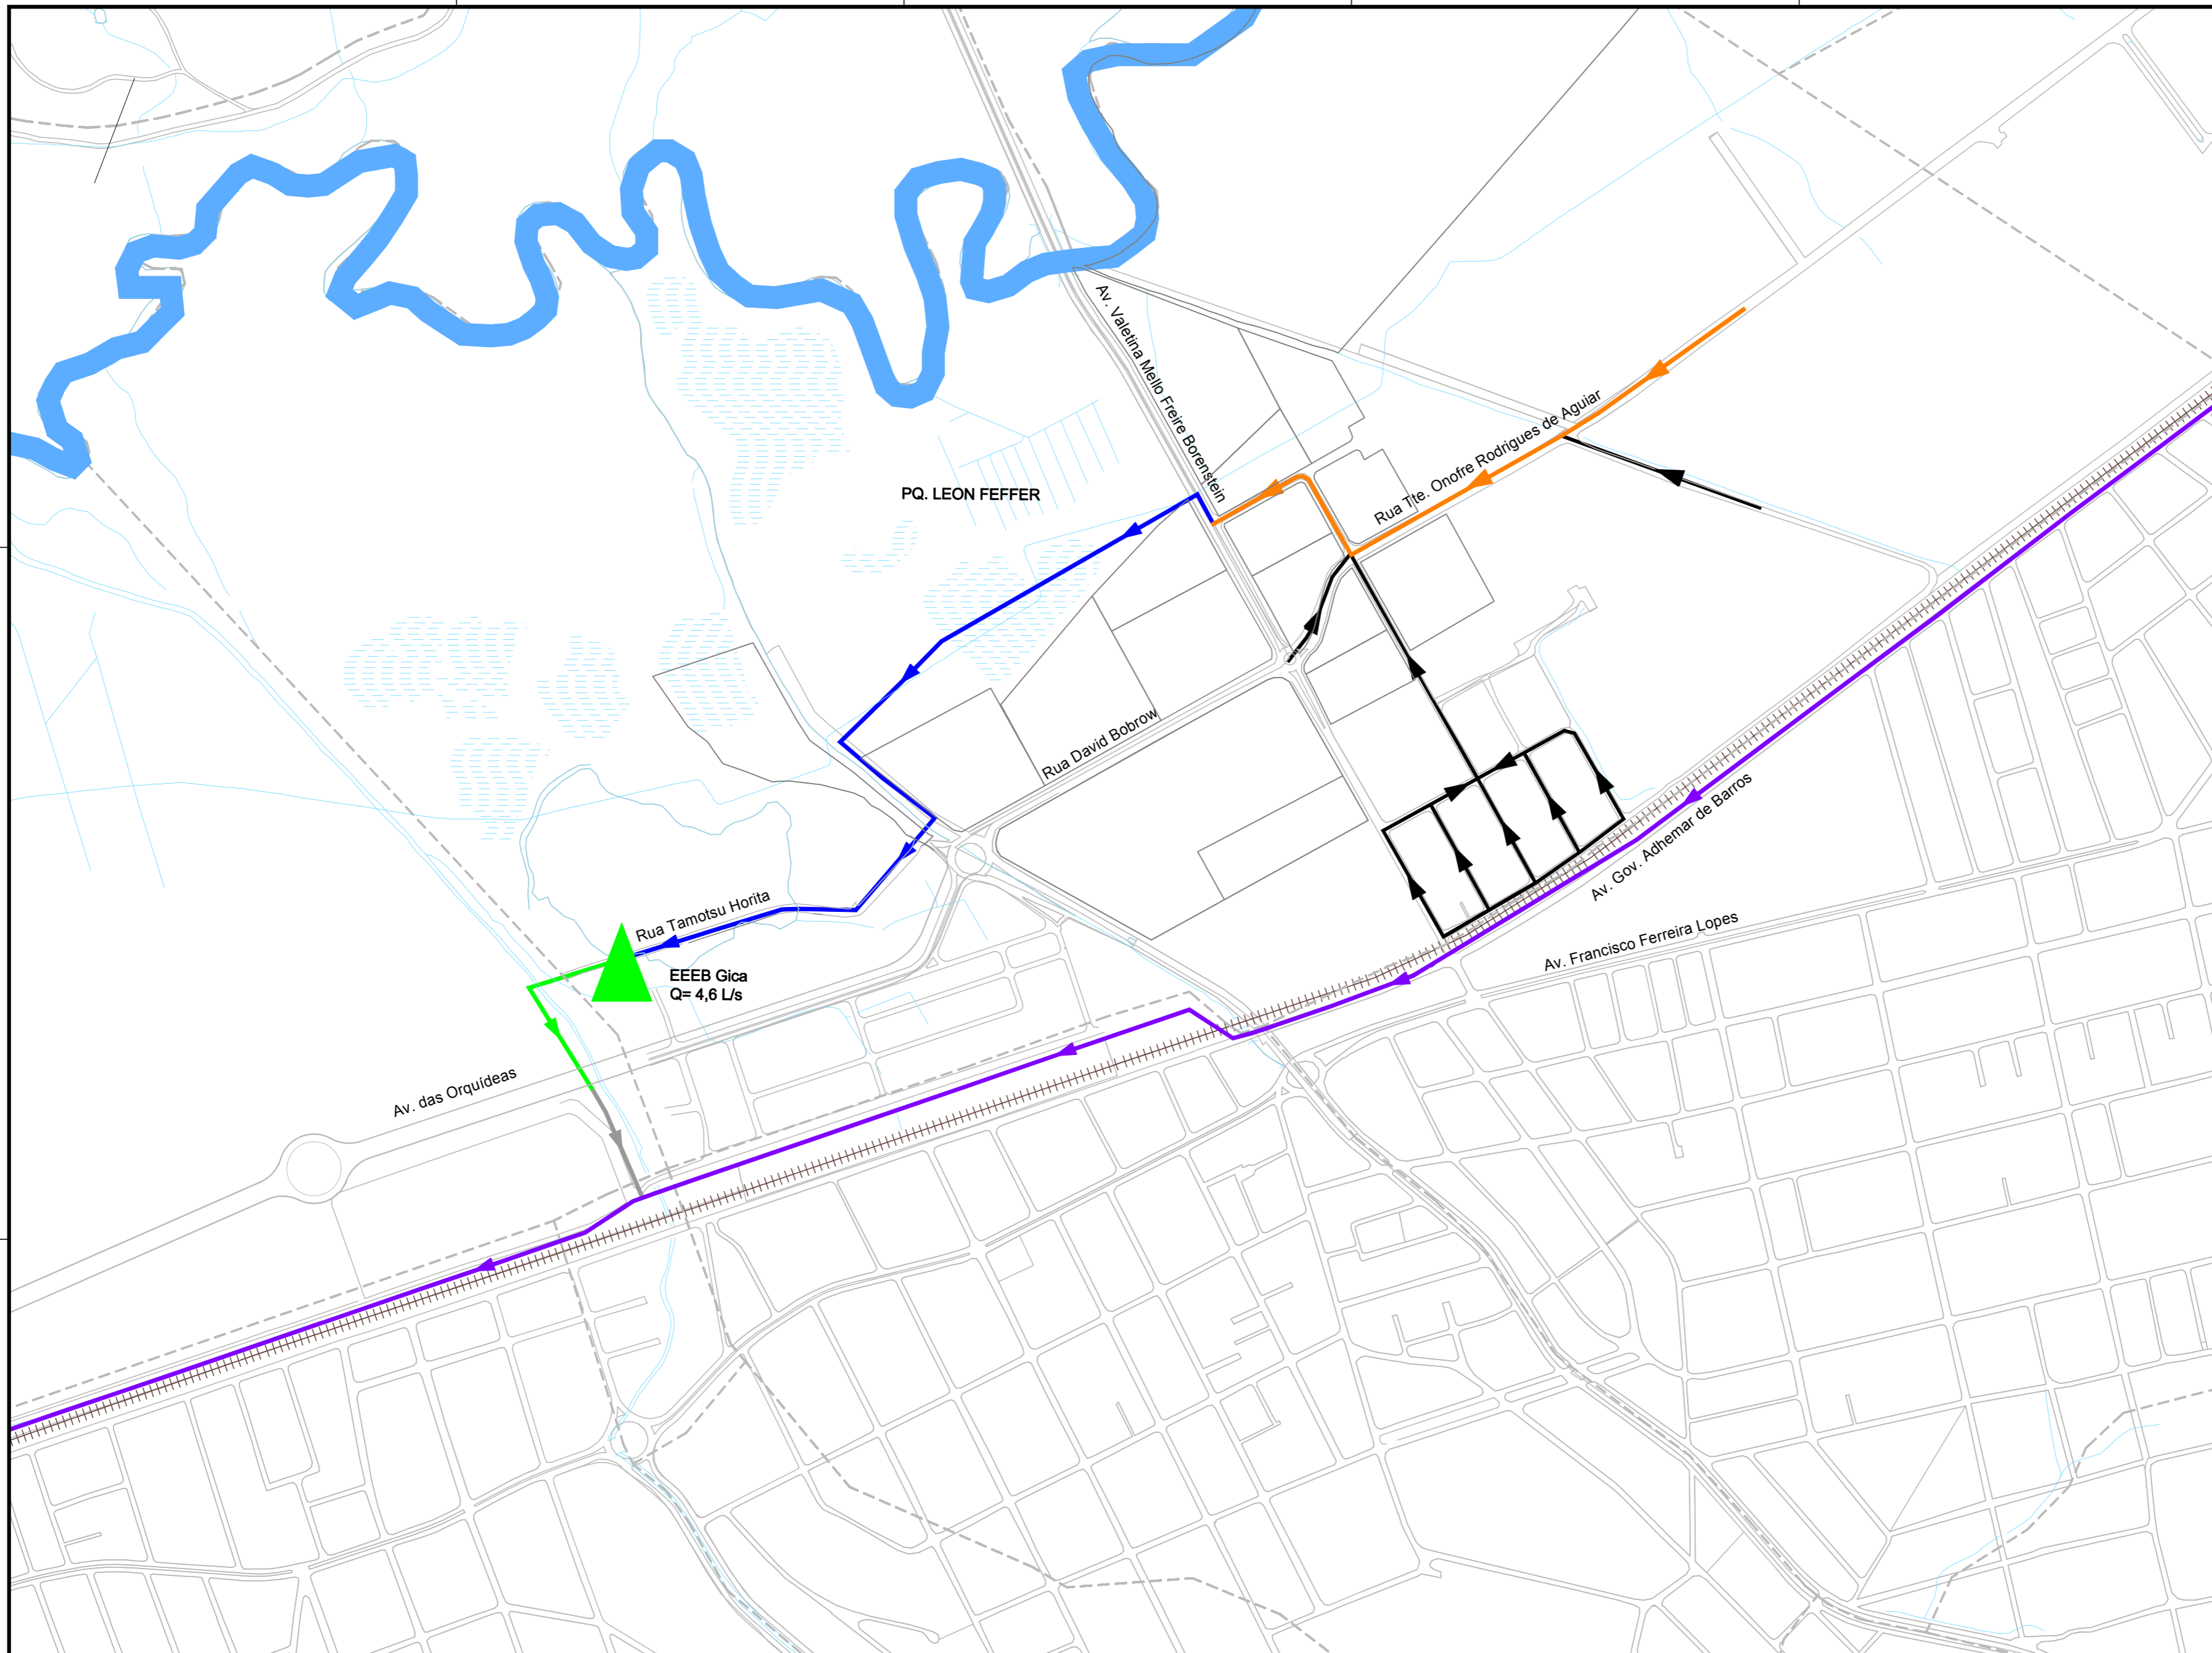 Av. Valetina Mello Freire Borenstein
Rua Tte. Onofre Rodrigues de Aguiar
PQ. LEON FEFFER
Rua David Bobrow
Av. Gov. Adhemar de Barros
Rua Tamotsu Horita
Av. Francisco Ferreira Lopes
EEEB Gica
Q= 4,6 L/s
Av. das Orquídeas